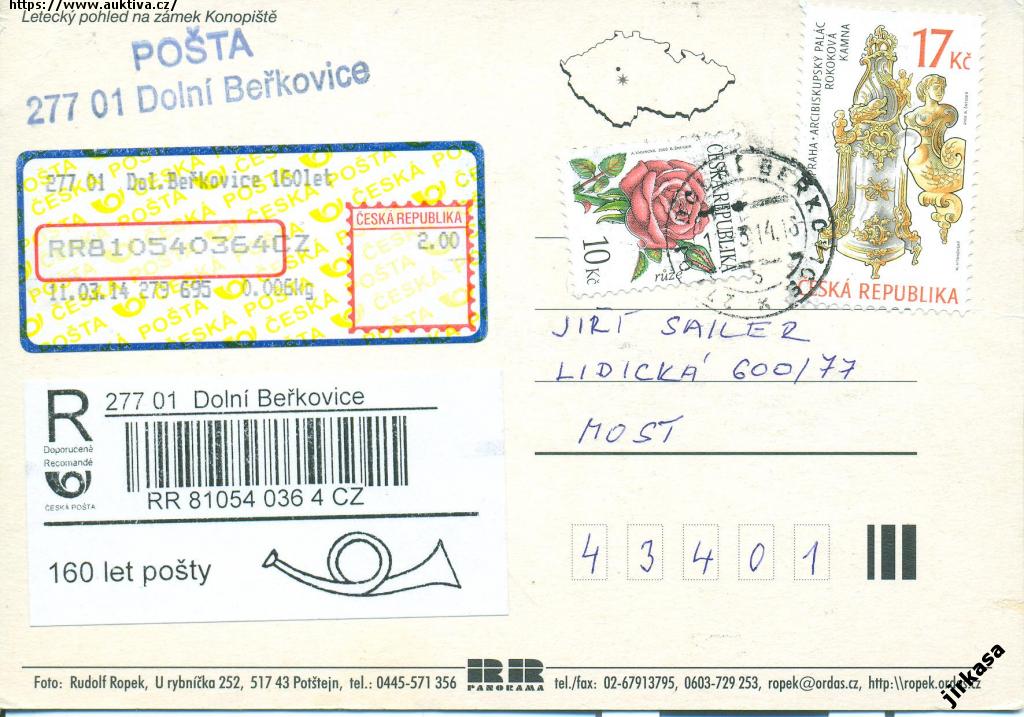 https://www.auktiva.cz/
Letecký pohled na zámek Konopiště
POŠTA
277 01 Dolní Beřkovice
277 01 Dol.Beřkovice 160let
RR810540364CZ
ČESKÁ REPUBLIKA
2.00
11.03.14 279 695 0.006kg
R
277 01 Dolní Beřkovice
Doporučeně
Recomandé
ČESKÁ POŠTA
RR 81054 036 4 CZ
160 let pošty
ČESKÁ REPUBLIKA
10 Kč
růže
PRAHA - ARCIBISKUPSKÝ PALÁC
ROKOKOVÁ
KAMNA
17 Kč
ČESKÁ REPUBLIKA
JIŘÍ SAILER
LIDICKÁ 600/77
MOST
43401
RR
PANORAMA
Foto: Rudolf Ropek, U rybníčka 252, 517 43 Potštejn, tel.: 0445-571 356
tel./fax: 02-67913795, 0603-729 253, ropek@ordas.cz, http:\\ropek.ordas.cz
jirkasa